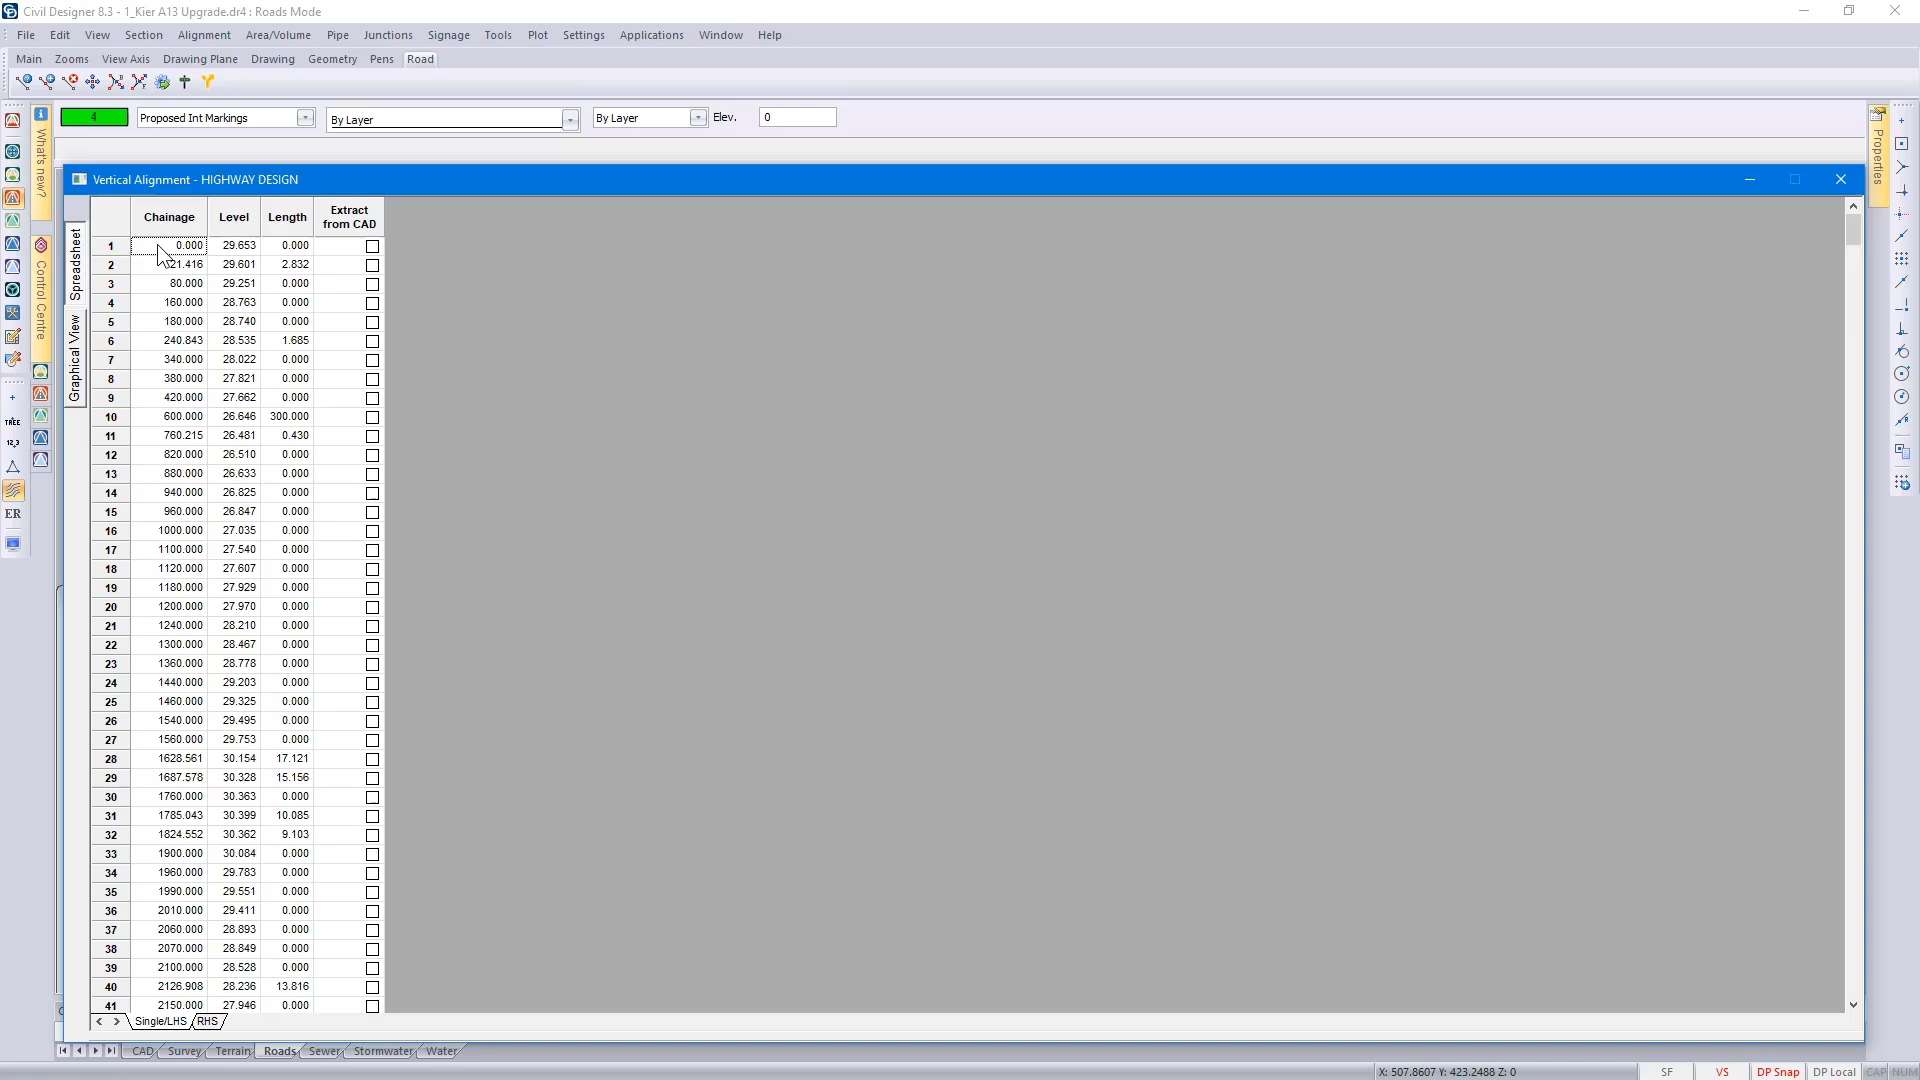 Civil Designer 8.3 - 1_Kier A13 Upgrade.dr4 : Roads Mode
File Edit View Section Alignment Area/Volume Pipe Junctions Signage Tools Plot Settings Applications Window Help
Main Zooms View Axis Drawing Plane Drawing Geometry Pens Road
4 Proposed Int Markings By Layer By Layer Elev. 0
What's new?
Control Centre
Properties
TREE
12,3
ER
Vertical Alignment - HIGHWAY DESIGN
Spreadsheet
Graphical View
Chainage Level Length Extract from CAD
1 0.000 29.653 0.000
2 21.416 29.601 2.832
3 80.000 29.251 0.000
4 160.000 28.763 0.000
5 180.000 28.740 0.000
6 240.843 28.535 1.685
7 340.000 28.022 0.000
8 380.000 27.821 0.000
9 420.000 27.662 0.000
10 600.000 26.646 300.000
11 760.215 26.481 0.430
12 820.000 26.510 0.000
13 880.000 26.633 0.000
14 940.000 26.825 0.000
15 960.000 26.847 0.000
16 1000.000 27.035 0.000
17 1100.000 27.540 0.000
18 1120.000 27.607 0.000
19 1180.000 27.929 0.000
20 1200.000 27.970 0.000
21 1240.000 28.210 0.000
22 1300.000 28.467 0.000
23 1360.000 28.778 0.000
24 1440.000 29.203 0.000
25 1460.000 29.325 0.000
26 1540.000 29.495 0.000
27 1560.000 29.753 0.000
28 1628.561 30.154 17.121
29 1687.578 30.328 15.156
30 1760.000 30.363 0.000
31 1785.043 30.399 10.085
32 1824.552 30.362 9.103
33 1900.000 30.084 0.000
34 1960.000 29.783 0.000
35 1990.000 29.551 0.000
36 2010.000 29.411 0.000
37 2060.000 28.893 0.000
38 2070.000 28.849 0.000
39 2100.000 28.528 0.000
40 2126.908 28.236 13.816
41 2150.000 27.946 0.000
Single/LHS RHS
CAD Survey Terrain Roads Sewer Stormwater Water
X: 507.8607 Y: 423.2488 Z: 0 SF VS DP Snap DP Local CAP NUM